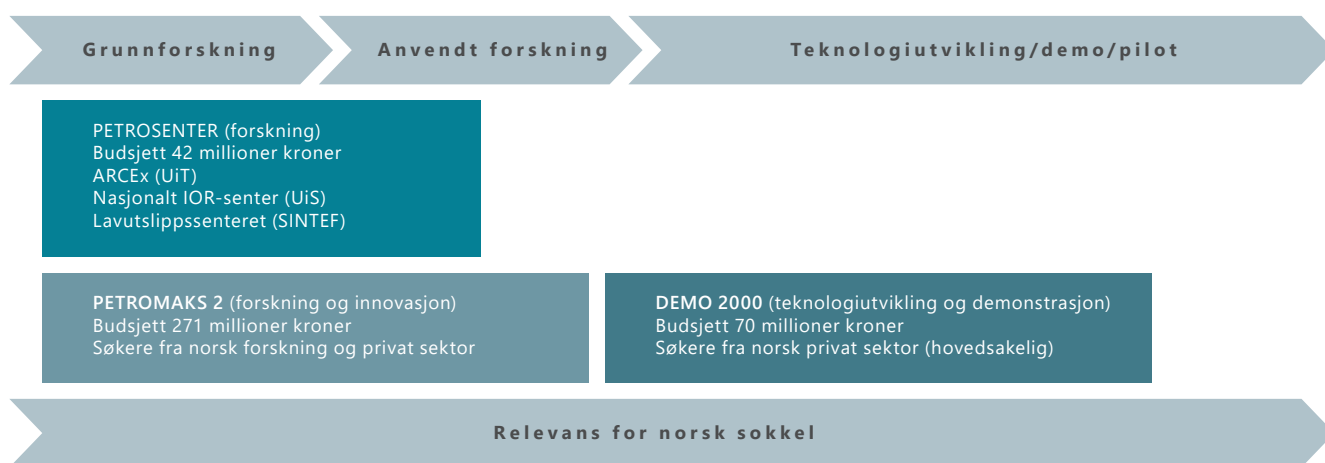 Grunnforskning
Anvendt forskning
Teknologiutvikling/demo/pilot
PETROSENTER (forskning)
Budsjett 42 millioner kroner
ARCEx (UiT)
Nasjonalt IOR-senter (UiS)
Lavutslippssenteret (SINTEF)
PETROMAKS 2 (forskning og innovasjon)
Budsjett 271 millioner kroner
Søkere fra norsk forskning og privat sektor
DEMO 2000 (teknologiutvikling og demonstrasjon)
Budsjett 70 millioner kroner
Søkere fra norsk privat sektor (hovedsakelig)
Relevans for norsk sokkel